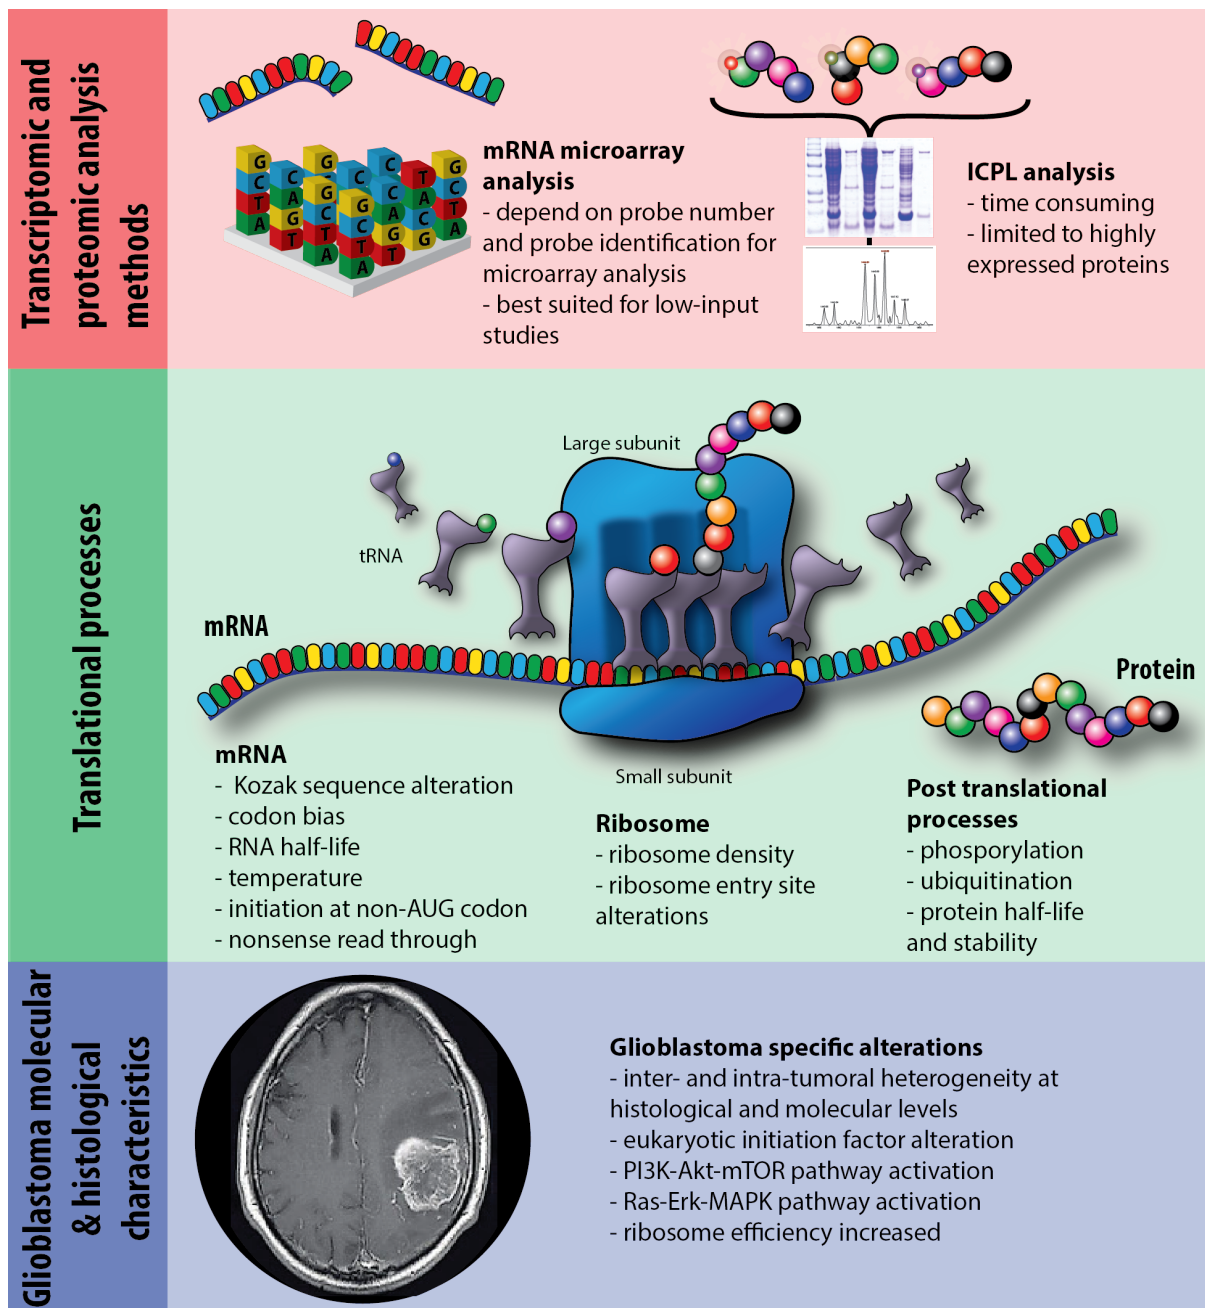 Transcriptomic and
proteomic analysis
methods
G
G
C
C
C
T
G
C
C
G
C
C
T
A
G
C
G
A
C
T
A
T
T
C
G
C
A
A
T
T
G
A
A
T
mRNA microarray
analysis
- depend on probe number
and probe identification for
microarray analysis
- best suited for low-input
studies
ICPL analysis
- time consuming
- limited to highly
expressed proteins
Translational processes
Large subunit
tRNA
mRNA
Protein
Small subunit
mRNA
- Kozak sequence alteration
- codon bias
- RNA half-life
- temperature
- initiation at non-AUG codon
- nonsense read through
Ribosome
- ribosome density
- ribosome entry site
alterations
Post translational
processes
- phosporylation
- ubiquitination
- protein half-life
and stability
Glioblastoma molecular
& histological
characteristics
Glioblastoma specific alterations
- inter- and intra-tumoral heterogeneity at
histological and molecular levels
- eukaryotic initiation factor alteration
- PI3K-Akt-mTOR pathway activation
- Ras-Erk-MAPK pathway activation
- ribosome efficiency increased